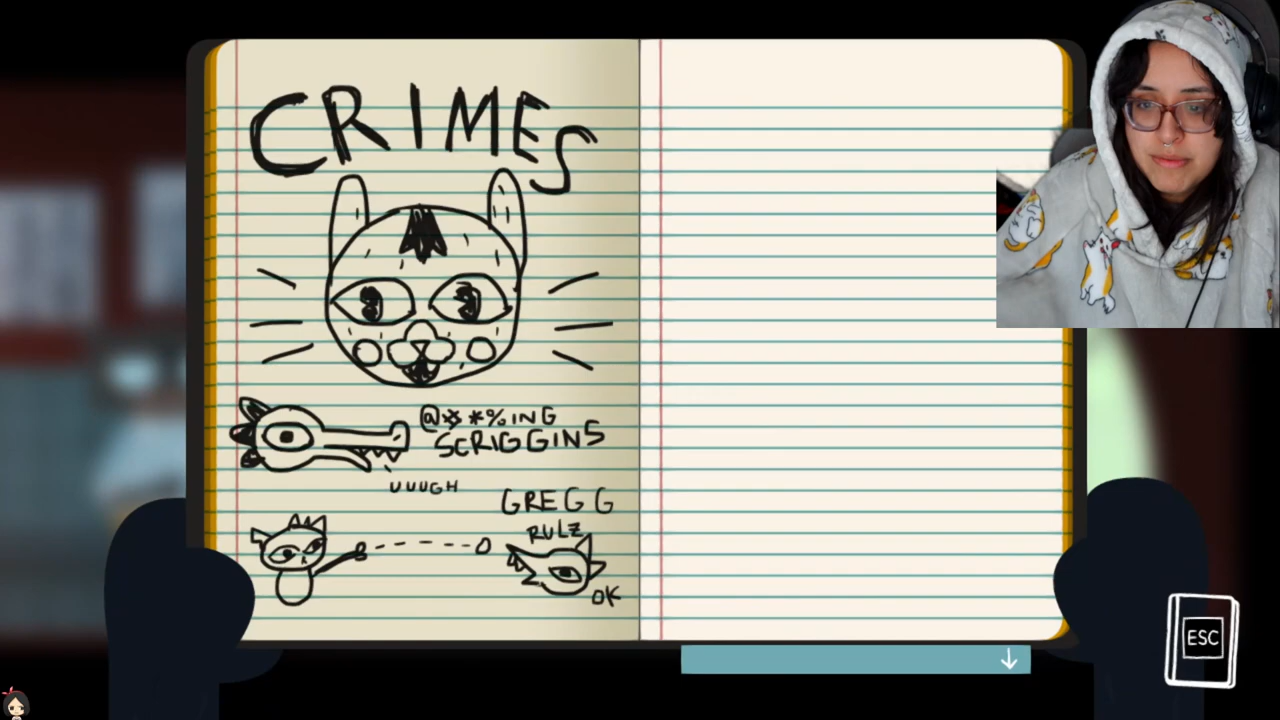 CRIMES
@**%ING
SCRIGGINS
UUUGH
GREGG
RULZ
OK
ESC